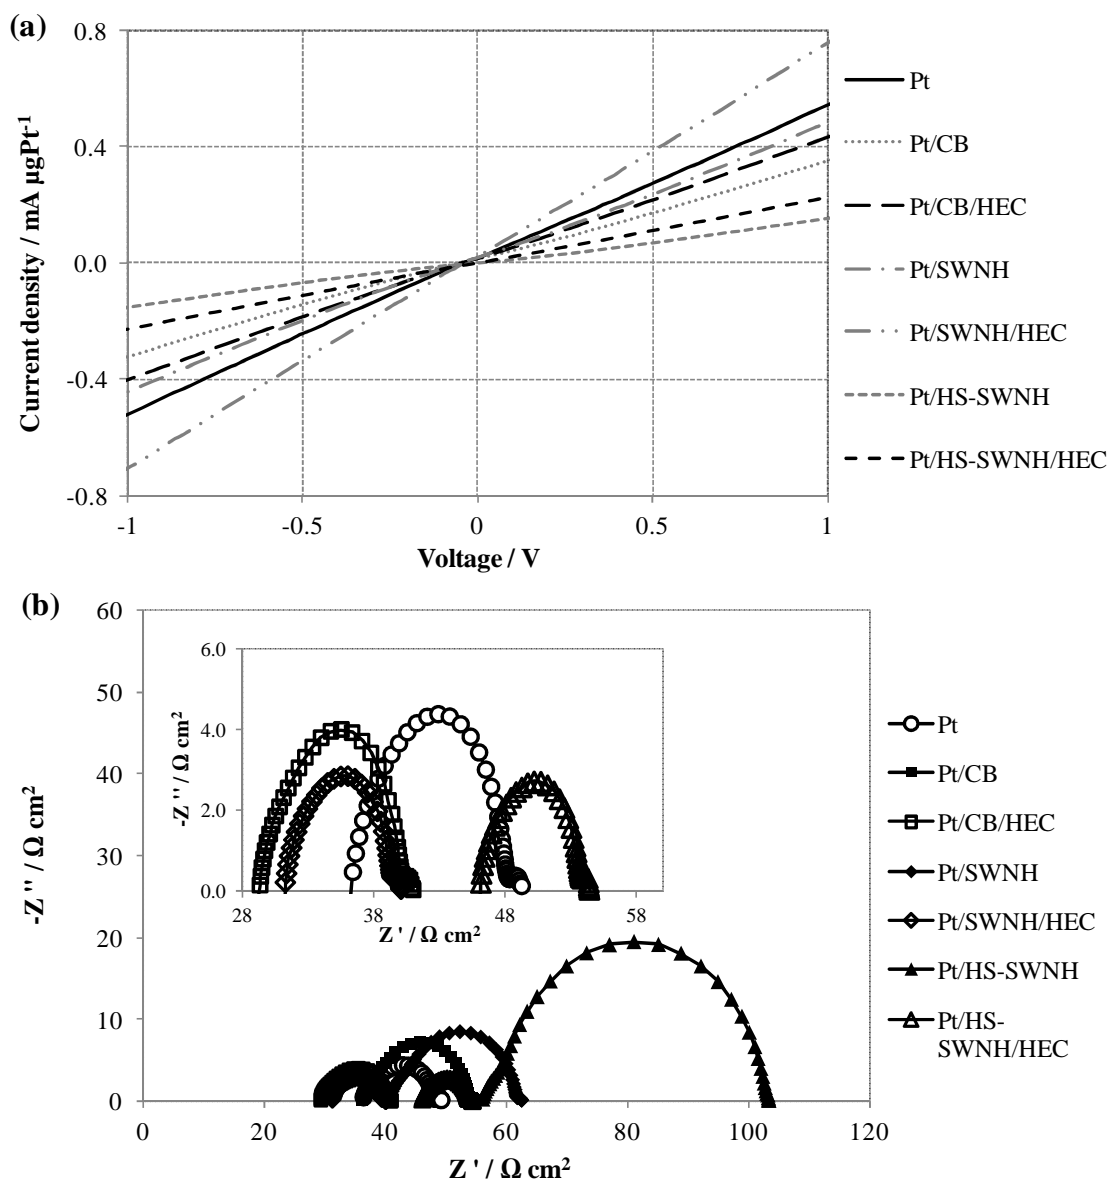 (a)
0.8
0.4
0.0
-0.4
-0.8
Current density / mA µgPt-1
-1
-0.5
0
0.5
1
Voltage / V
Pt
Pt/CB
Pt/CB/HEC
Pt/SWNH
Pt/SWNH/HEC
Pt/HS-SWNH
Pt/HS-SWNH/HEC
(b)
60
50
40
30
20
10
0
-Z '' / Ω cm2
0
20
40
60
80
100
120
Z ' / Ω cm2
6.0
4.0
2.0
0.0
-Z '' / Ω cm2
28
38
48
58
Z ' / Ω cm2
Pt
Pt/CB
Pt/CB/HEC
Pt/SWNH
Pt/SWNH/HEC
Pt/HS-SWNH
Pt/HS-
SWNH/HEC